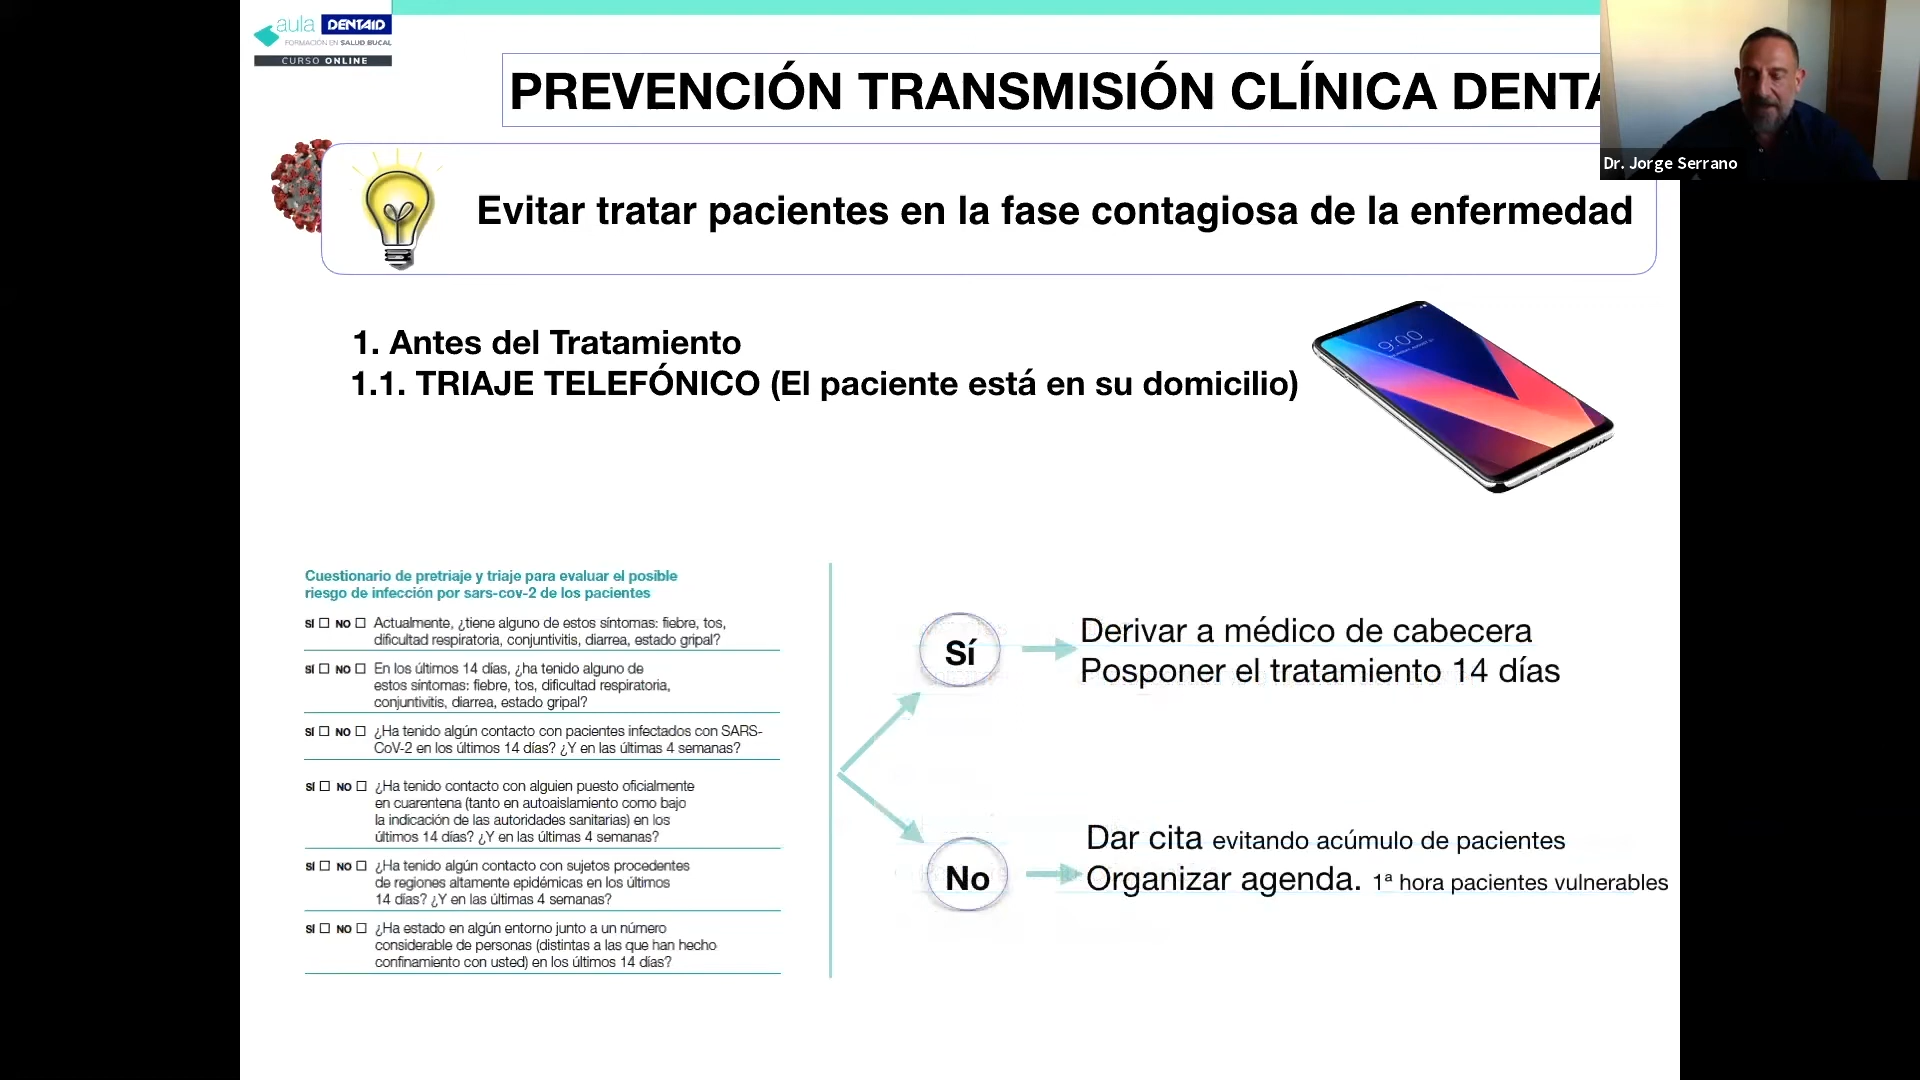 aula DENTAID
FORMACIÓN EN SALUD BUCAL
CURSO ONLINE
PREVENCIÓN TRANSMISIÓN CLÍNICA DENTA
Dr. Jorge Serrano
Evitar tratar pacientes en la fase contagiosa de la enfermedad
1. Antes del Tratamiento
1.1. TRIAJE TELEFÓNICO (El paciente está en su domicilio)
9:00
Cuestionario de pretriaje y triaje para evaluar el posible
riesgo de infección por sars-cov-2 de los pacientes
SÍ ☐ NO ☐ Actualmente, ¿tiene alguno de estos síntomas: fiebre, tos,
dificultad respiratoria, conjuntivitis, diarrea, estado gripal?
SÍ ☐ NO ☐ En los últimos 14 días, ¿ha tenido alguno de
estos síntomas: fiebre, tos, dificultad respiratoria,
conjuntivitis, diarrea, estado gripal?
SÍ ☐ NO ☐ ¿Ha tenido algún contacto con pacientes infectados con SARS-
CoV-2 en los últimos 14 días? ¿Y en las últimas 4 semanas?
SÍ ☐ NO ☐ ¿Ha tenido contacto con alguien puesto oficialmente
en cuarentena (tanto en autoaislamiento como bajo
la indicación de las autoridades sanitarias) en los
últimos 14 días? ¿Y en las últimas 4 semanas?
SÍ ☐ NO ☐ ¿Ha tenido algún contacto con sujetos procedentes
de regiones altamente epidémicas en los últimos
14 días? ¿Y en las últimas 4 semanas?
SÍ ☐ NO ☐ ¿Ha estado en algún entorno junto a un número
considerable de personas (distintas a las que han hecho
confinamiento con usted) en los últimos 14 días?
Sí
Derivar a médico de cabecera
Posponer el tratamiento 14 días
No
Dar cita evitando acúmulo de pacientes
Organizar agenda. 1ª hora pacientes vulnerables